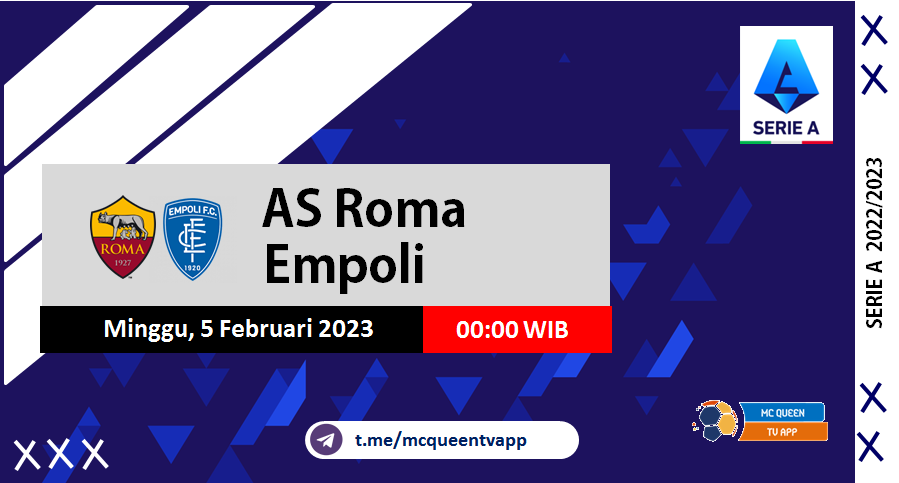 SERIE A
SERIE A 2022/2023
EMPOLI F.C.
1920
ROMA
1927
AS Roma
Empoli
Minggu, 5 Februari 2023
00:00 WIB
t.me/mcqueentvapp
MC QUEEN
TV APP